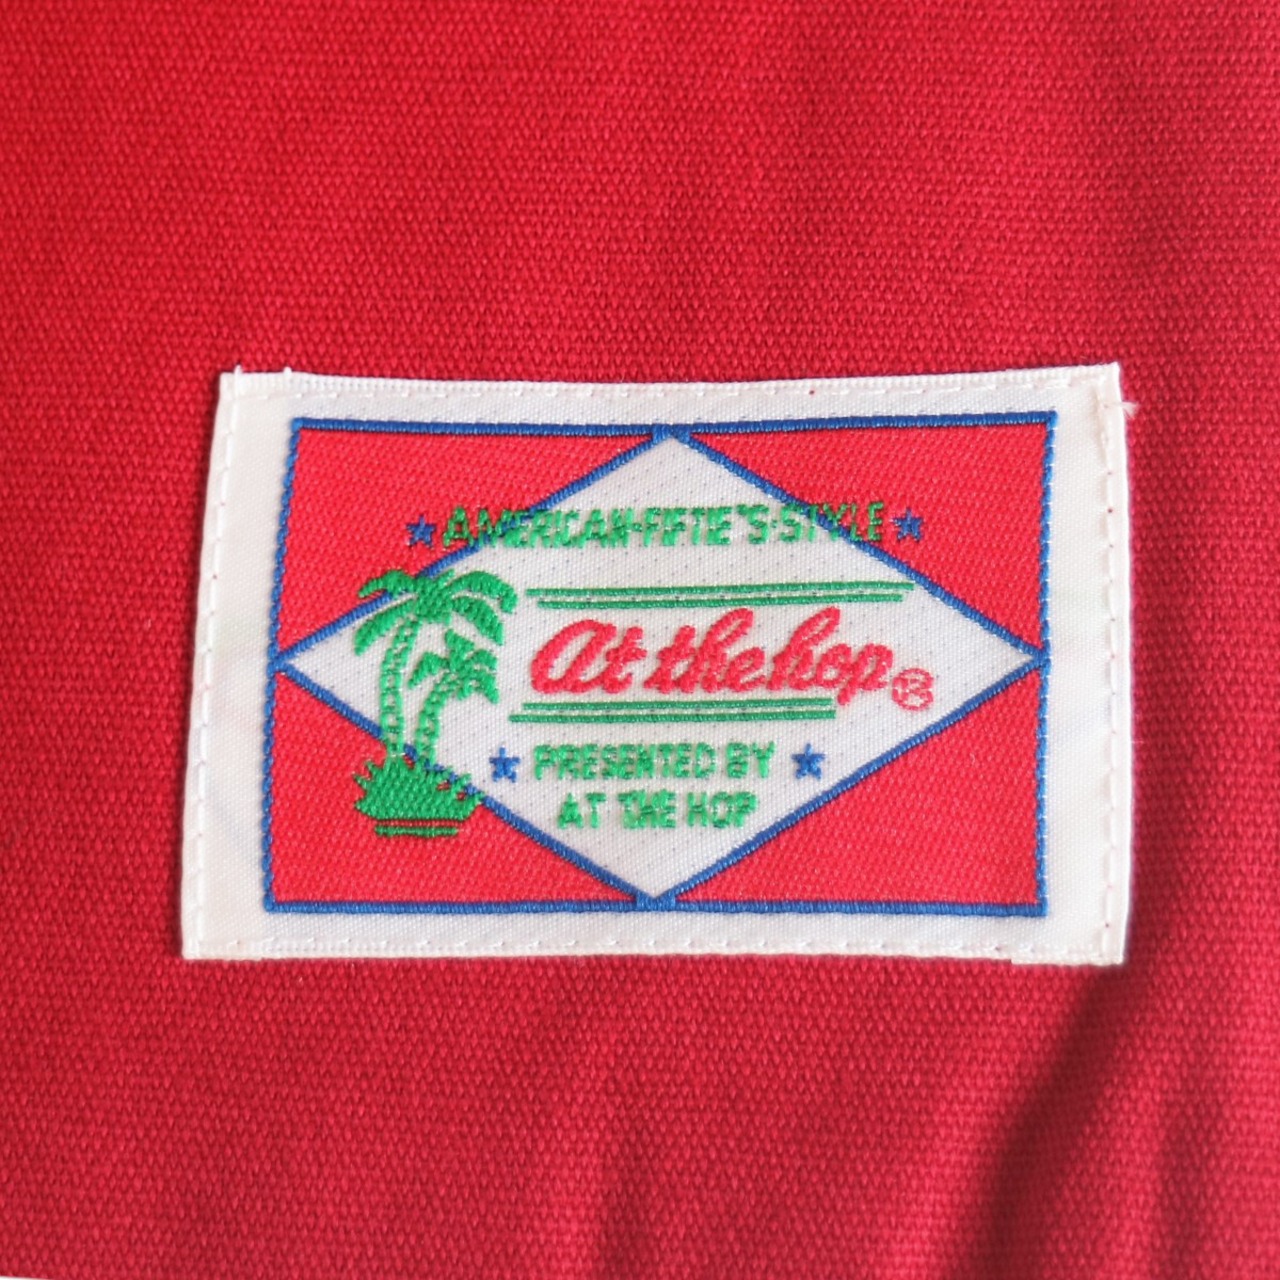 AMERICAN·FIFTIE'S·STYLE
At the hop®
PRESENTED BY
AT THE HOP